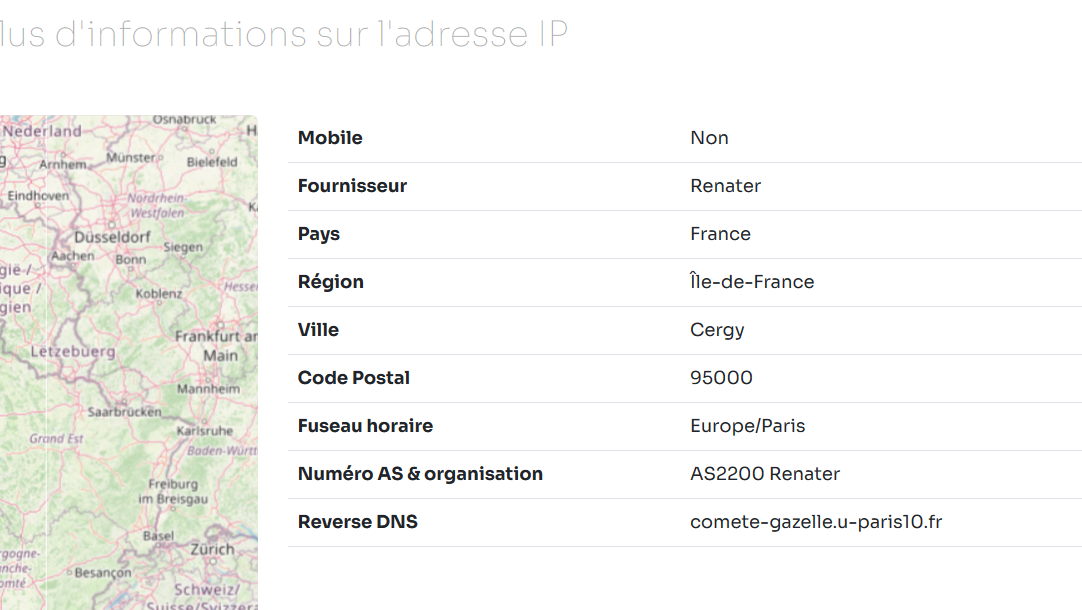 lus d'informations sur l'adresse IP
Osnabrück
Nederland
Arnhem
Münster
Bielefeld
Eindhoven
Nordrhein-
Westfalen
Düsseldorf
Siegen
Aachen
Bonn
gië /
ique /
gien
Koblenz
Hessen
Frankfurt am
Main
Lëtzebuerg
Mannheim
Saarbrücken
Karlsruhe
Grand Est
Baden-Württ
Freiburg
im Breisgau
Basel
Zürich
rgogne-
anche-
omté
Besançon
Schweiz/
Suisse/Svizzera
Mobile Non
Fournisseur Renater
Pays France
Région Île-de-France
Ville Cergy
Code Postal 95000
Fuseau horaire Europe/Paris
Numéro AS & organisation AS2200 Renater
Reverse DNS comete-gazelle.u-paris10.fr